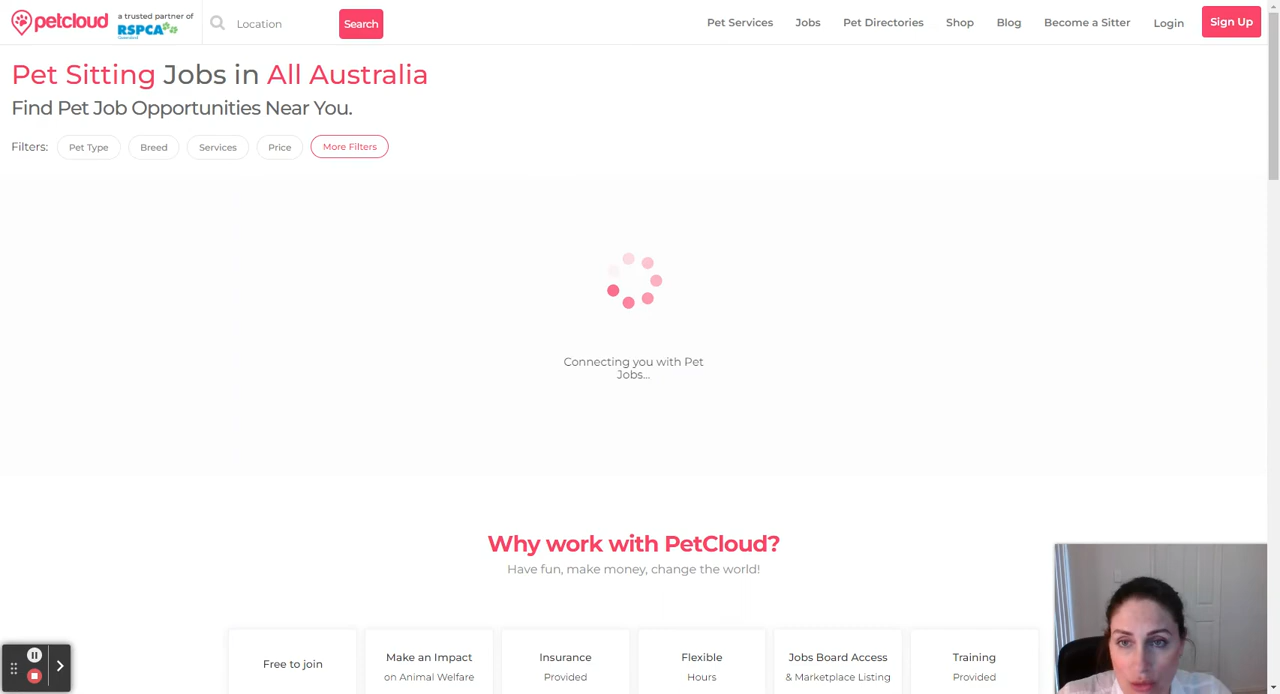 petcloud
a trusted partner of
RSPCA
Location
Search
Pet Services
Jobs
Pet Directories
Shop
Blog
Become a Sitter
Login
Sign Up
Pet Sitting Jobs in All Australia
Find Pet Job Opportunities Near You.
Filters:
Pet Type
Breed
Services
Price
More Filters
Connecting you with Pet
Jobs...
Why work with PetCloud?
Have fun, make money, change the world!
Free to join
Make an Impact
on Animal Welfare
Insurance
Provided
Flexible
Hours
Jobs Board Access
& Marketplace Listing
Training
Provided